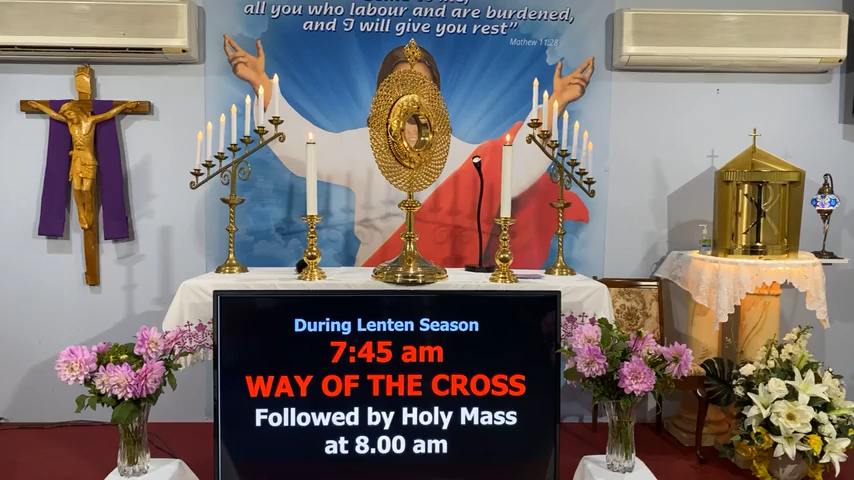 all you who labour and are burdened,
and I will give you rest”
Mathew 11:28
During Lenten Season
7:45 am
WAY OF THE CROSS
Followed by Holy Mass
at 8.00 am